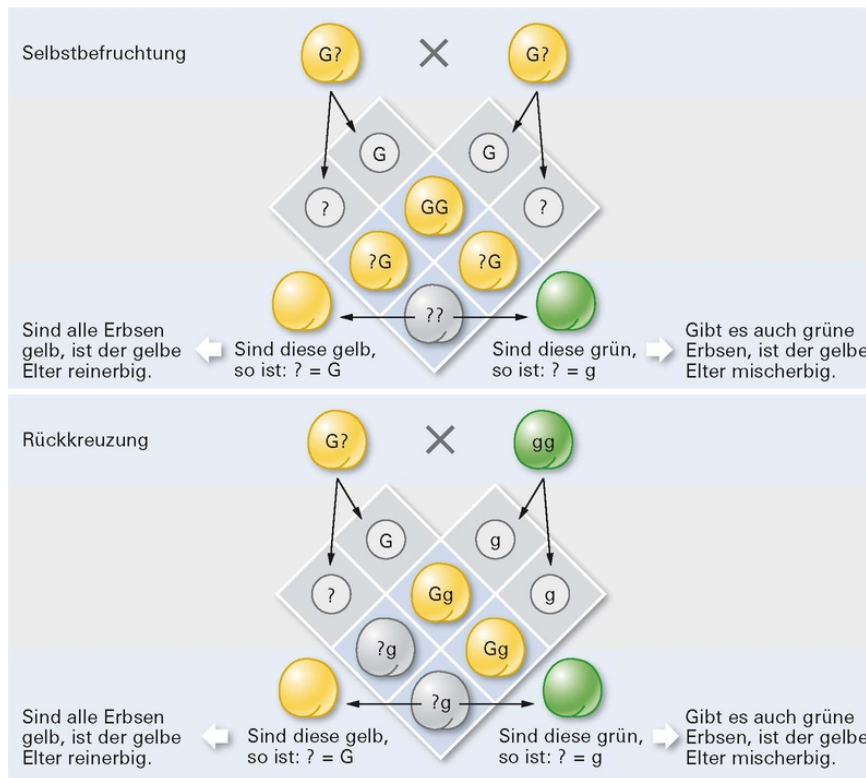 Selbstbefruchtung
G?
G?
G
G
?
GG
?
?G
?G
??
Sind alle Erbsen
gelb, ist der gelbe
Elter reinerbig.
Sind diese gelb,
so ist: ? = G
Sind diese grün,
so ist: ? = g
Gibt es auch grüne
Erbsen, ist der gelbe
Elter mischerbig.
Rückkreuzung
G?
gg
G
g
?
Gg
g
?g
Gg
?g
Sind alle Erbsen
gelb, ist der gelbe
Elter reinerbig.
Sind diese gelb,
so ist: ? = G
Sind diese grün,
so ist: ? = g
Gibt es auch grüne
Erbsen, ist der gelbe
Elter mischerbig.